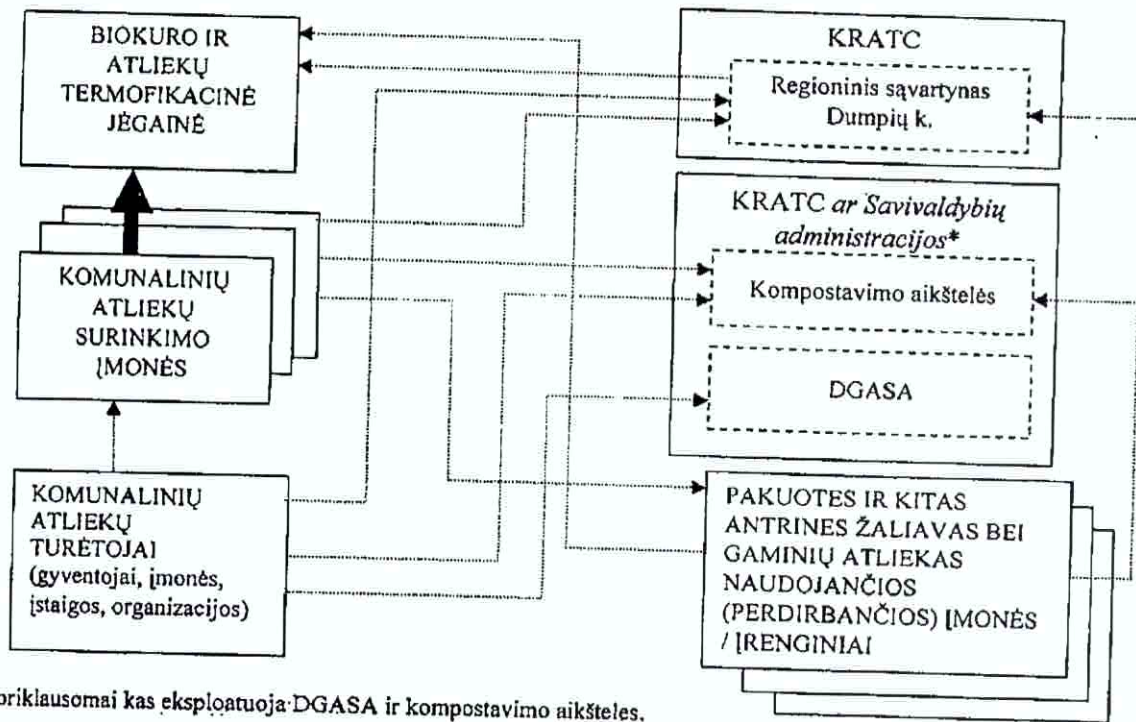 BIOKURO IR
ATLIEKŲ
TERMOFIKACINĖ
JĖGAINĖ
KRATC
Regioninis sąvartynas
Dumpių k.
KRATC ar Savivaldybių
administracijos*
Kompostavimo aikštelės
DGASA
KOMUNALINIŲ
ATLIEKŲ
SURINKIMO
ĮMONĖS
KOMUNALINIŲ
ATLIEKŲ
TURĖTOJAI
(gyventojai, įmonės,
įstaigos, organizacijos)
PAKUOTES IR KITAS
ANTRINES ŽALIAVAS BEI
GAMINIŲ ATLIEKAS
NAUDOJANČIOS
(PERDIRBANČIOS) ĮMONĖS
/ ĮRENGINIAI
priklausomai kas eksploatuoja DGASA ir kompostavimo aikšteles.